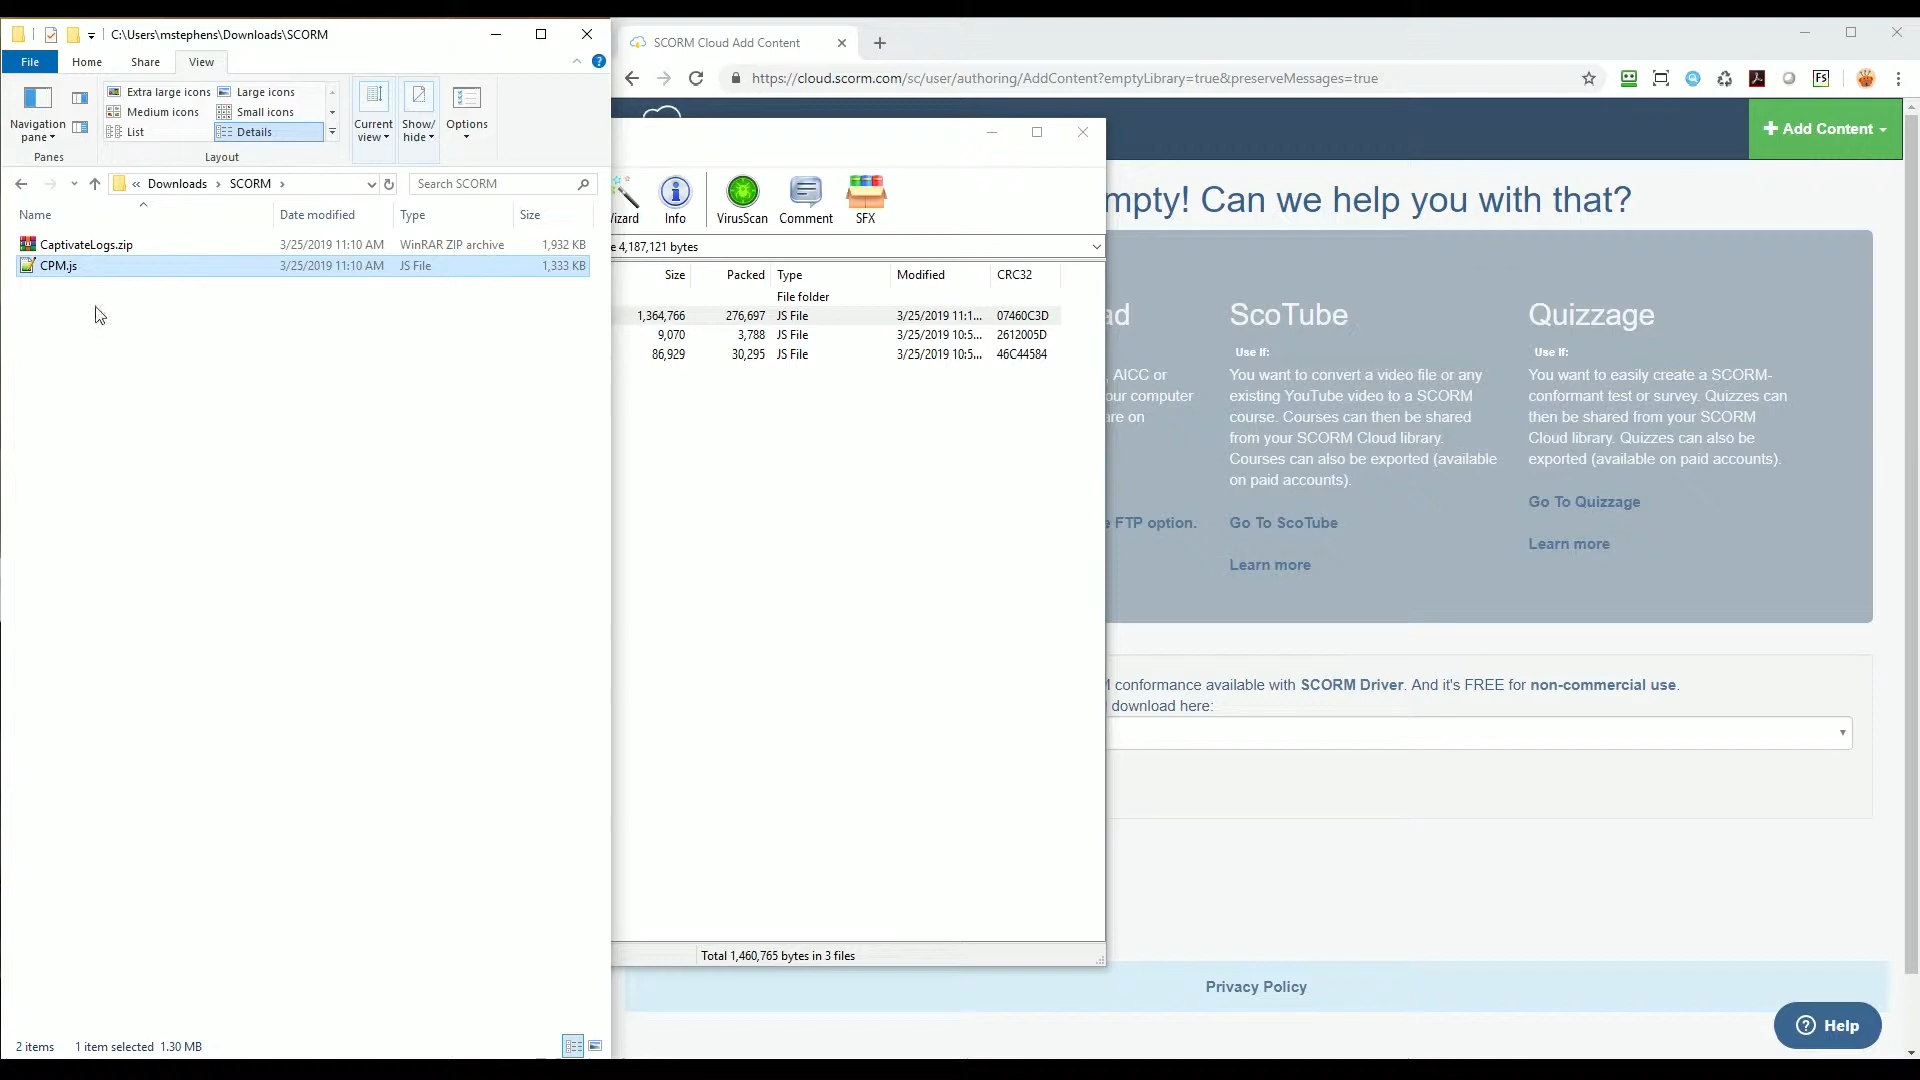 C:\Users\mstephens\Downloads\SCORM
File Home Share View
Navigation pane
Panes
Extra large icons Large icons
Medium icons Small icons
List Details
Layout
Current view
Show/ hide
Options
« Downloads › SCORM ›
Search SCORM
Name Date modified Type Size
CaptivateLogs.zip 3/25/2019 11:10 AM WinRAR ZIP archive 1,932 KB
CPM.js 3/25/2019 11:10 AM JS File 1,333 KB
2 items 1 item selected 1.30 MB
izard Info VirusScan Comment SFX
e 4,187,121 bytes
Size Packed Type Modified CRC32
File folder
1,364,766 276,697 JS File 3/25/2019 11:1... 07460C3D
9,070 3,788 JS File 3/25/2019 10:5... 2612005D
86,929 30,295 JS File 3/25/2019 10:5... 46C44584
Total 1,460,765 bytes in 3 files
SCORM Cloud Add Content
https://cloud.scorm.com/sc/user/authoring/AddContent?emptyLibrary=true&preserveMessages=true
FS
Add Content
mpty! Can we help you with that?
ad
, AICC or
our computer
are on
e FTP option.
ScoTube
Use If:
You want to convert a video file or any
existing YouTube video to a SCORM
course. Courses can then be shared
from your SCORM Cloud library.
Courses can also be exported (available
on paid accounts).
Go To ScoTube
Learn more
Quizzage
Use If:
You want to easily create a SCORM-
conformant test or survey. Quizzes can
then be shared from your SCORM
Cloud library. Quizzes can also be
exported (available on paid accounts).
Go To Quizzage
Learn more
M conformance available with SCORM Driver. And it's FREE for non-commercial use.
download here:
Privacy Policy
Help